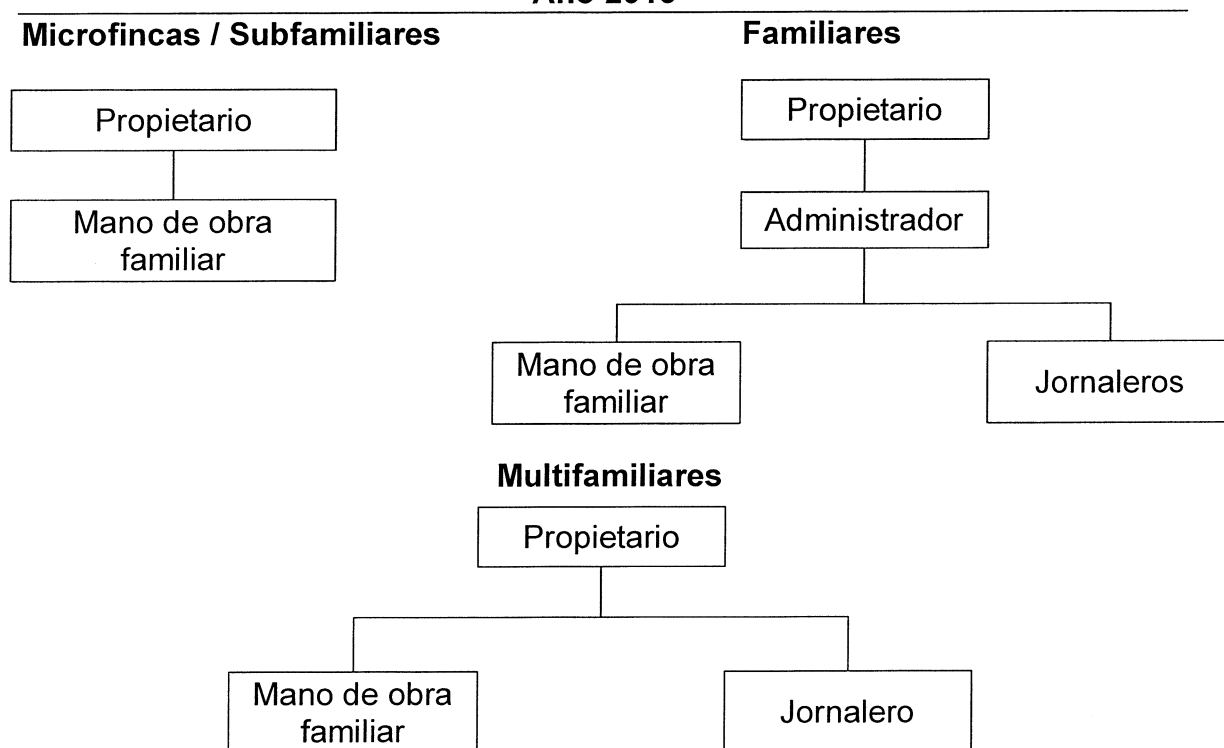 Microfincas / Subfamiliares
Familiares
Propietario
Mano de obra
familiar
Propietario
Administrador
Mano de obra
familiar
Jornaleros
Multifamiliares
Propietario
Mano de obra
familiar
Jornalero